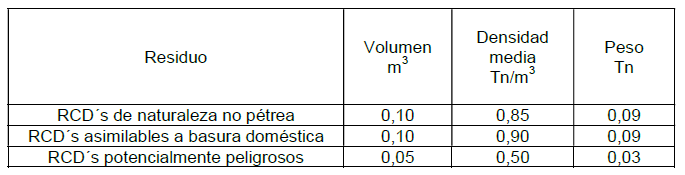 Residuo Volumen m³ Densidad media Tn/m³ Peso Tn
RCD´s de naturaleza no pétrea 0,10 0,85 0,09
RCD´s asimilables a basura doméstica 0,10 0,90 0,09
RCD´s potencialmente peligrosos 0,05 0,50 0,03